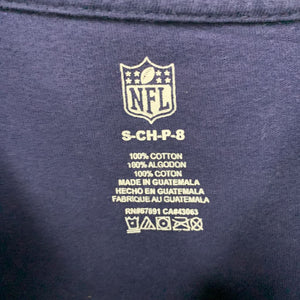 NFL
S-CH-P-8
100% COTTON
100% ALGODON
100% COTON
MADE IN GUATEMALA
HECHO EN GUATEMALA
FABRIQUE AU GUATEMALA
RN#67691 CA#43063